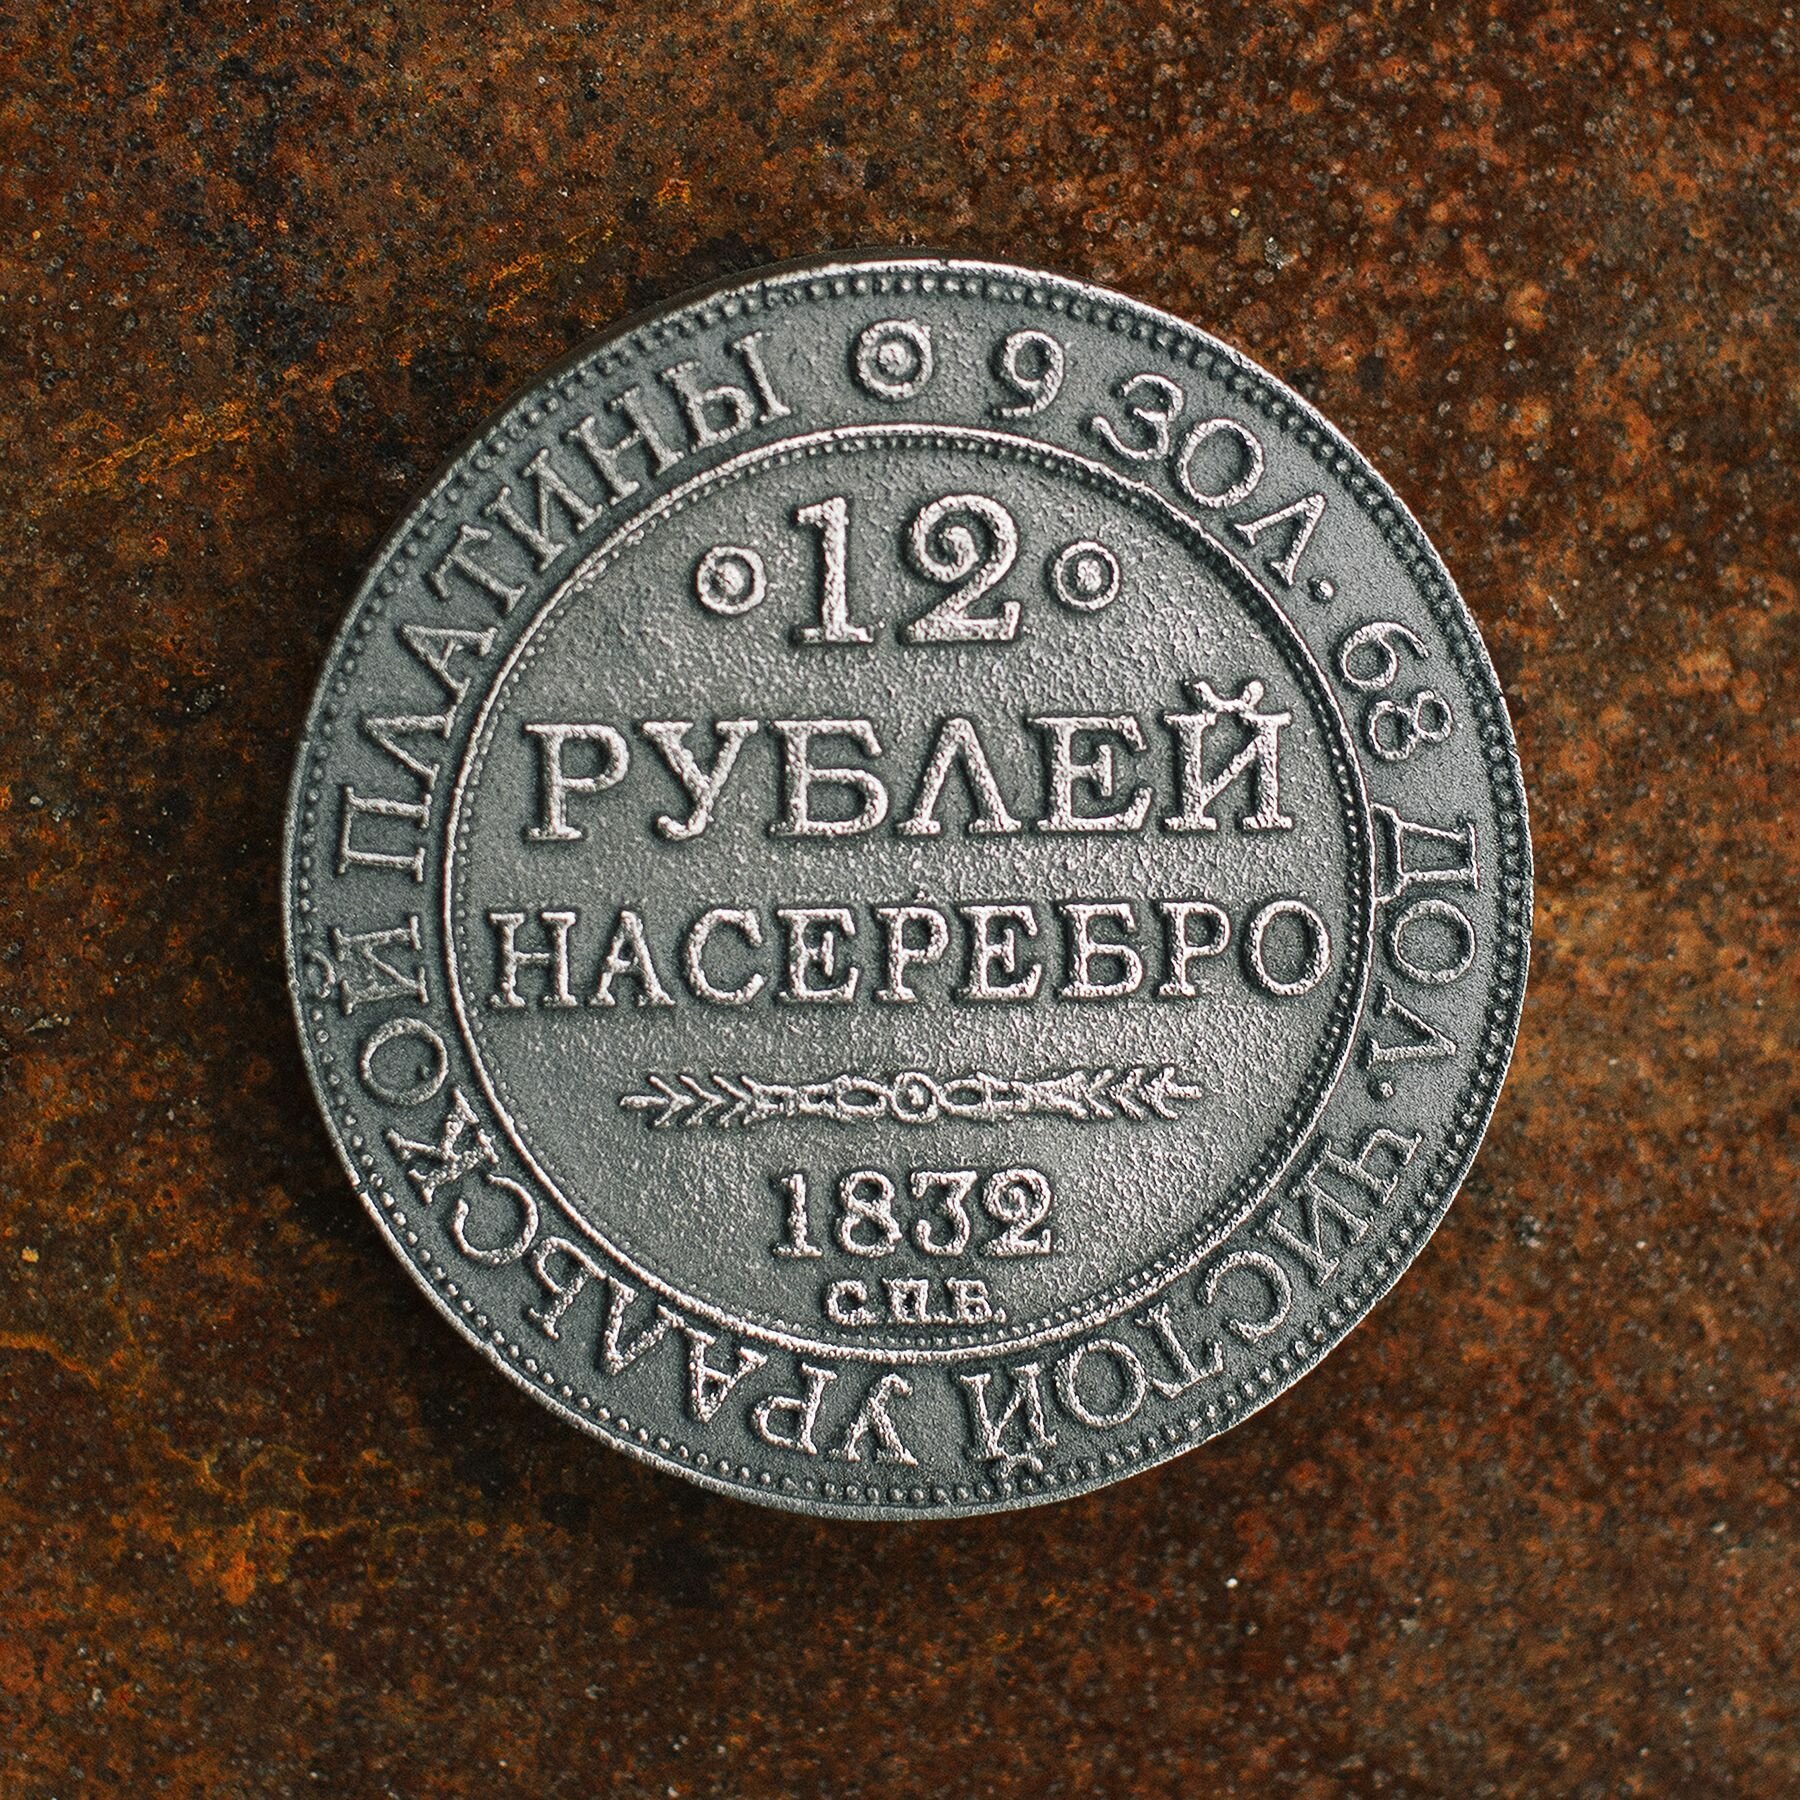 9 ЗОЛ. 68 ДОЛ. ЧИСТОЙ УРАЛЬСКОЙ ПЛАТИНЫ
12
РУБЛЕЙ
НАСЕРЕБРО
1832
С.П.Б.